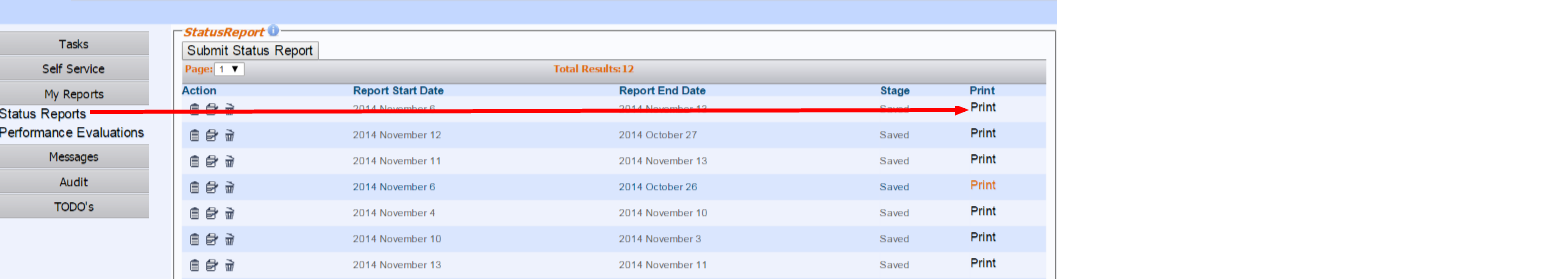 StatusReport
Submit Status Report
Page: 1 Total Results:12
Action Report Start Date Report End Date Stage Print
2014 November 6 2014 November 13 Saved Print
2014 November 12 2014 October 27 Saved Print
2014 November 11 2014 November 13 Saved Print
2014 November 6 2014 October 26 Saved Print
2014 November 4 2014 November 10 Saved Print
2014 November 10 2014 November 3 Saved Print
2014 November 13 2014 November 11 Saved Print
Tasks
Self Service
My Reports
Status Reports
Performance Evaluations
Messages
Audit
TODO's